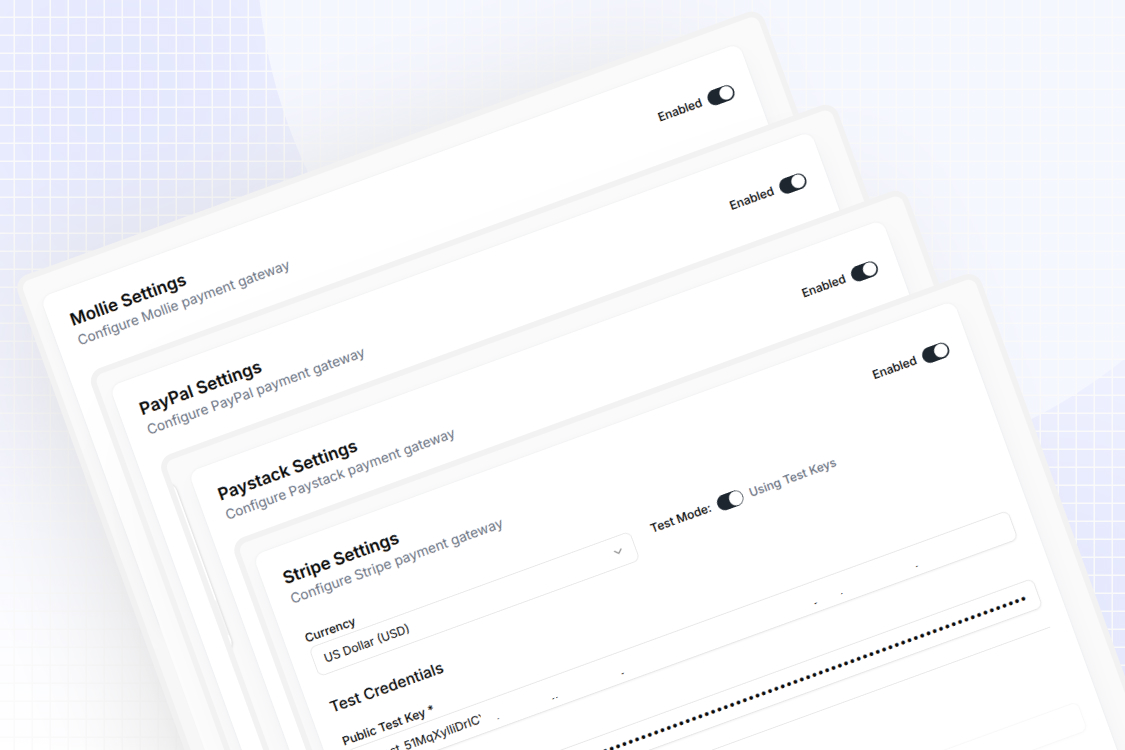 Enabled
Mollie Settings
Configure Mollie payment gateway
Enabled
PayPal Settings
Configure PayPal payment gateway
Enabled
Paystack Settings
Configure Paystack payment gateway
Enabled
Stripe Settings
Configure Stripe payment gateway
Test Mode:
Using Test Keys
Currency
US Dollar (USD)
Test Credentials
Public Test Key *